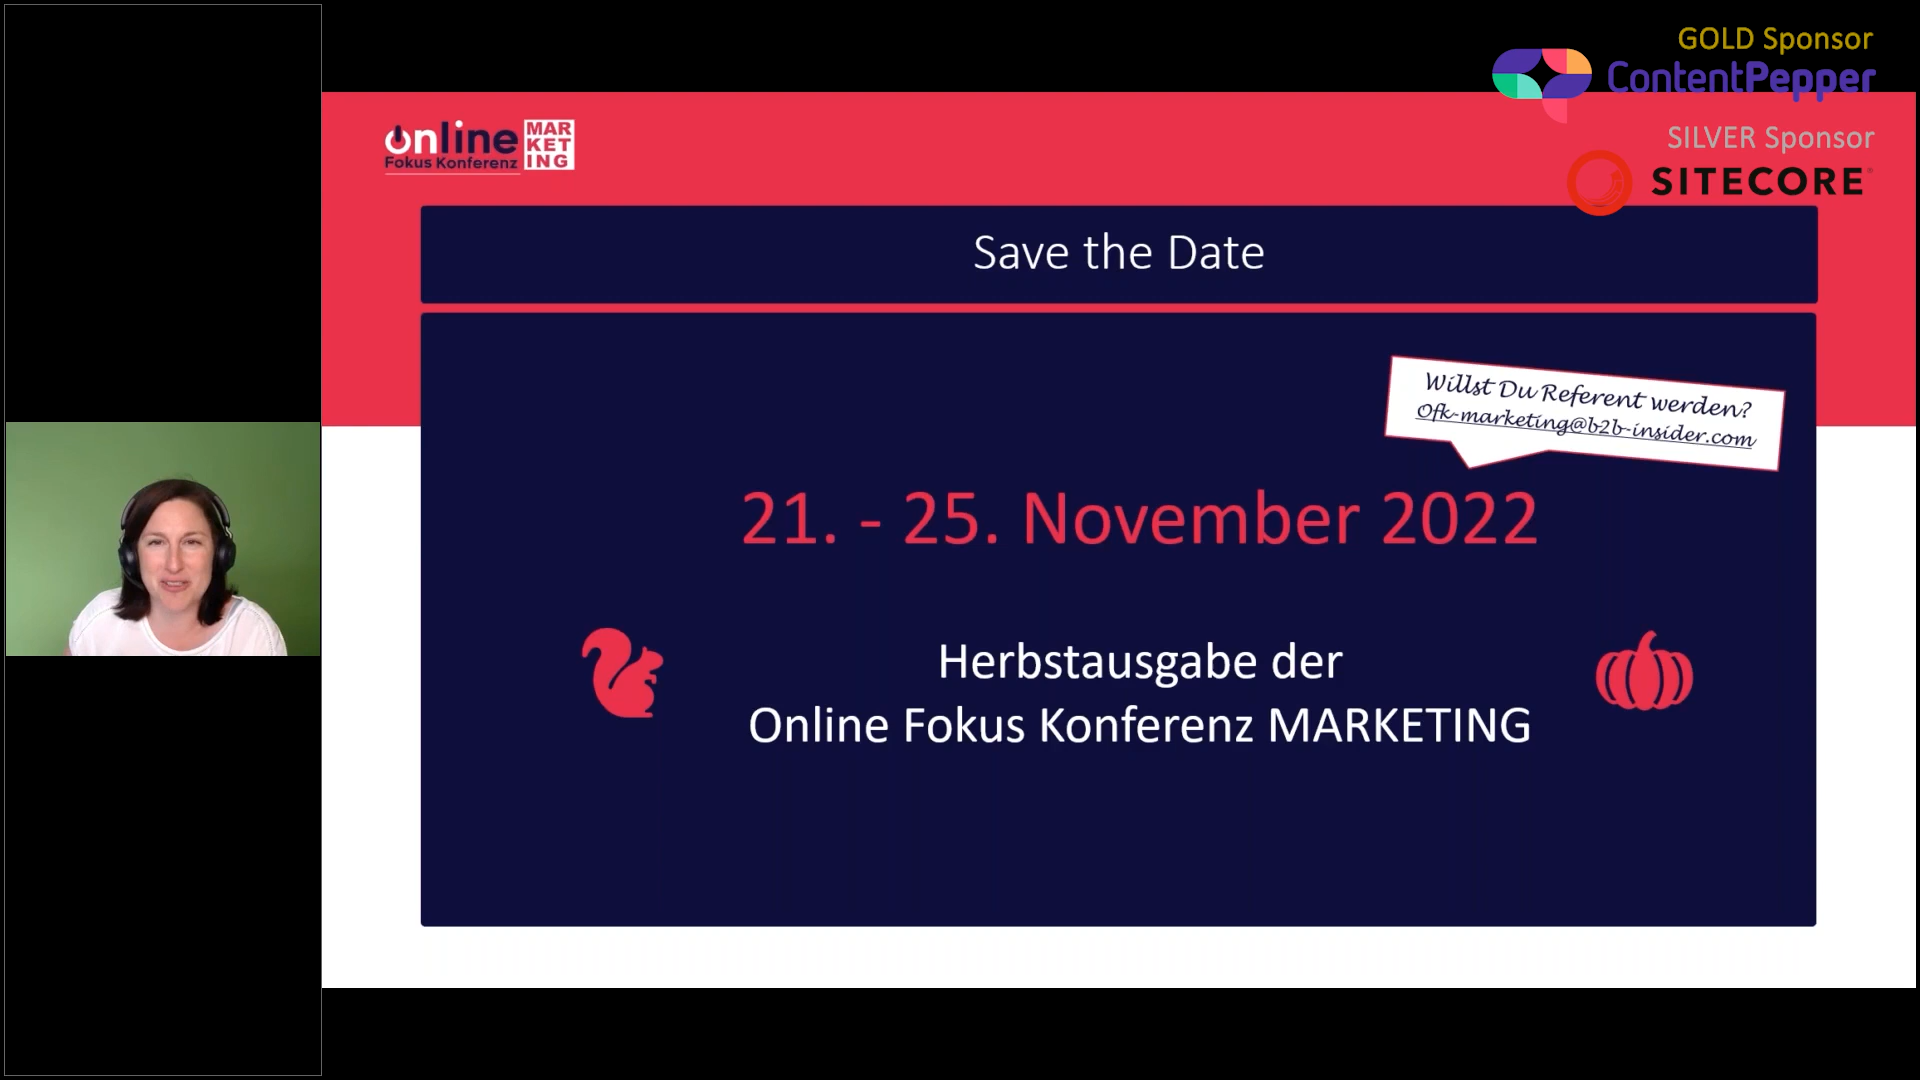 GOLD Sponsor
ContentPepper
SILVER Sponsor
SITECORE
online
Fokus Konferenz
MAR
KET
ING
Save the Date
Willst Du Referent werden?
Ofk-marketing@b2b-insider.com
21. - 25. November 2022
Herbstausgabe der
Online Fokus Konferenz MARKETING